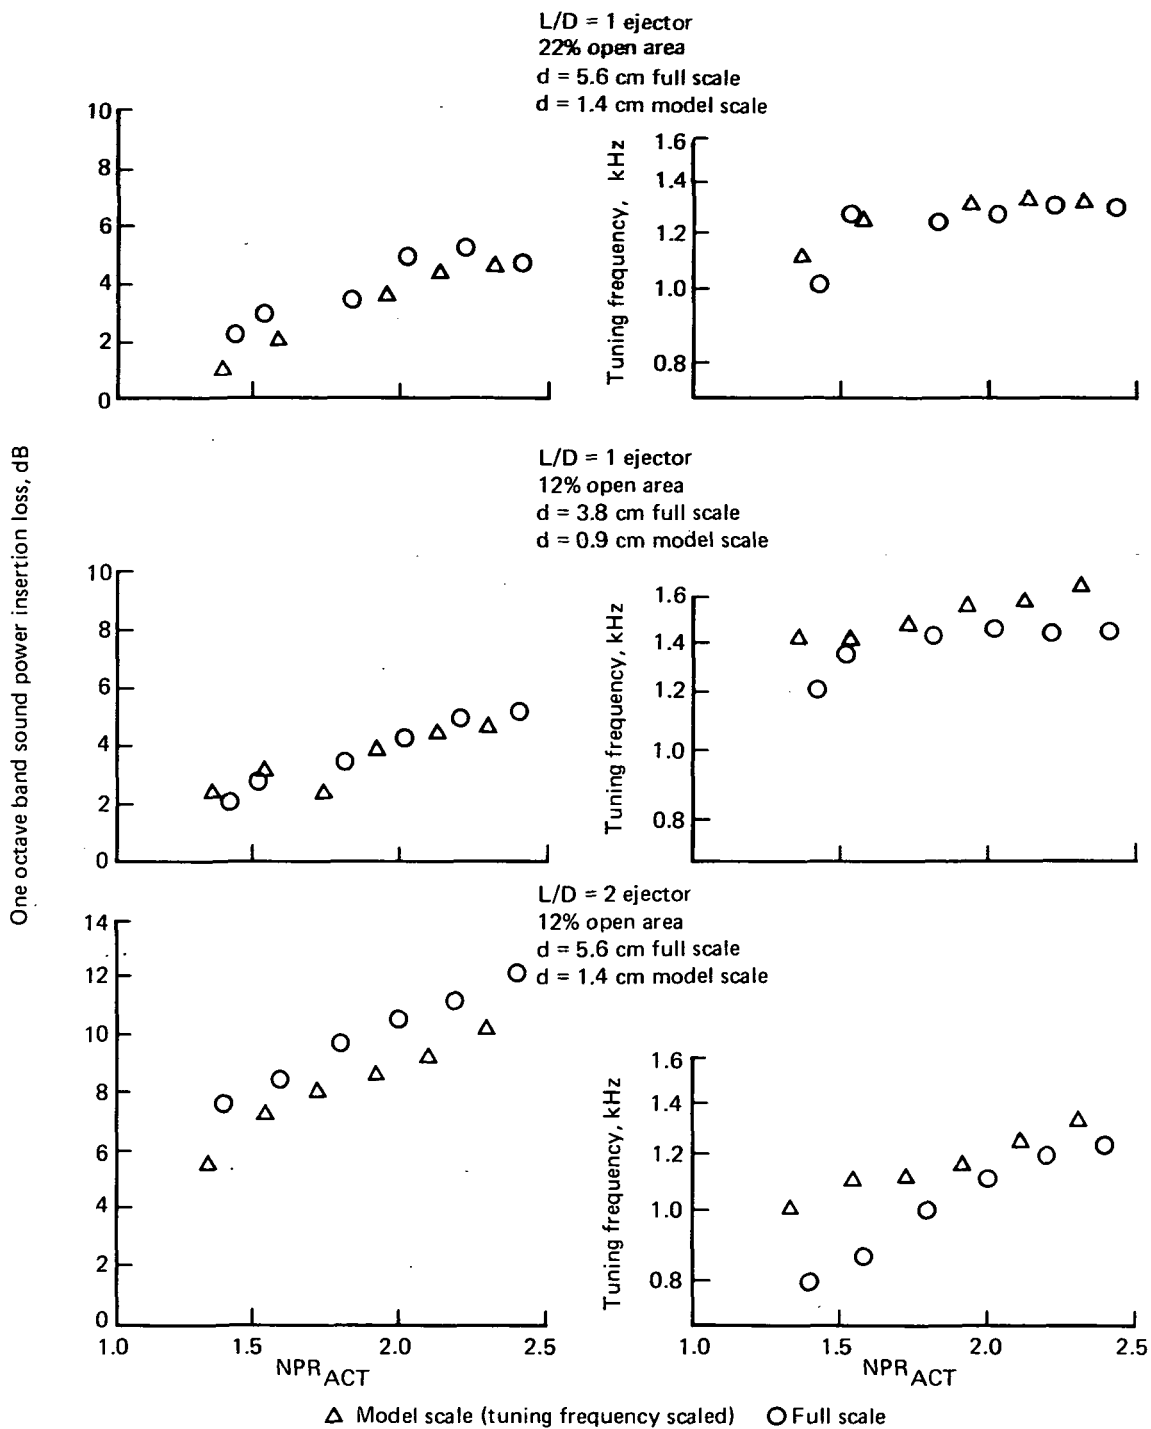 L/D = 1 ejector
22% open area
d = 5.6 cm full scale
d = 1.4 cm model scale
10
8
6
4
2
0
Tuning frequency, kHz
1.6
1.4
1.2
1.0
0.8
One octave band sound power insertion loss, dB
L/D = 1 ejector
12% open area
d = 3.8 cm full scale
d = 0.9 cm model scale
10
8
6
4
2
0
Tuning frequency, kHz
1.6
1.4
1.2
1.0
0.8
L/D = 2 ejector
12% open area
d = 5.6 cm full scale
d = 1.4 cm model scale
14
12
10
8
6
4
2
0
1.0 1.5 2.0 2.5
NPR ACT
Tuning frequency, kHz
1.6
1.4
1.2
1.0
0.8
1.0 1.5 2.0 2.5
NPR ACT
Model scale (tuning frequency scaled) Full scale